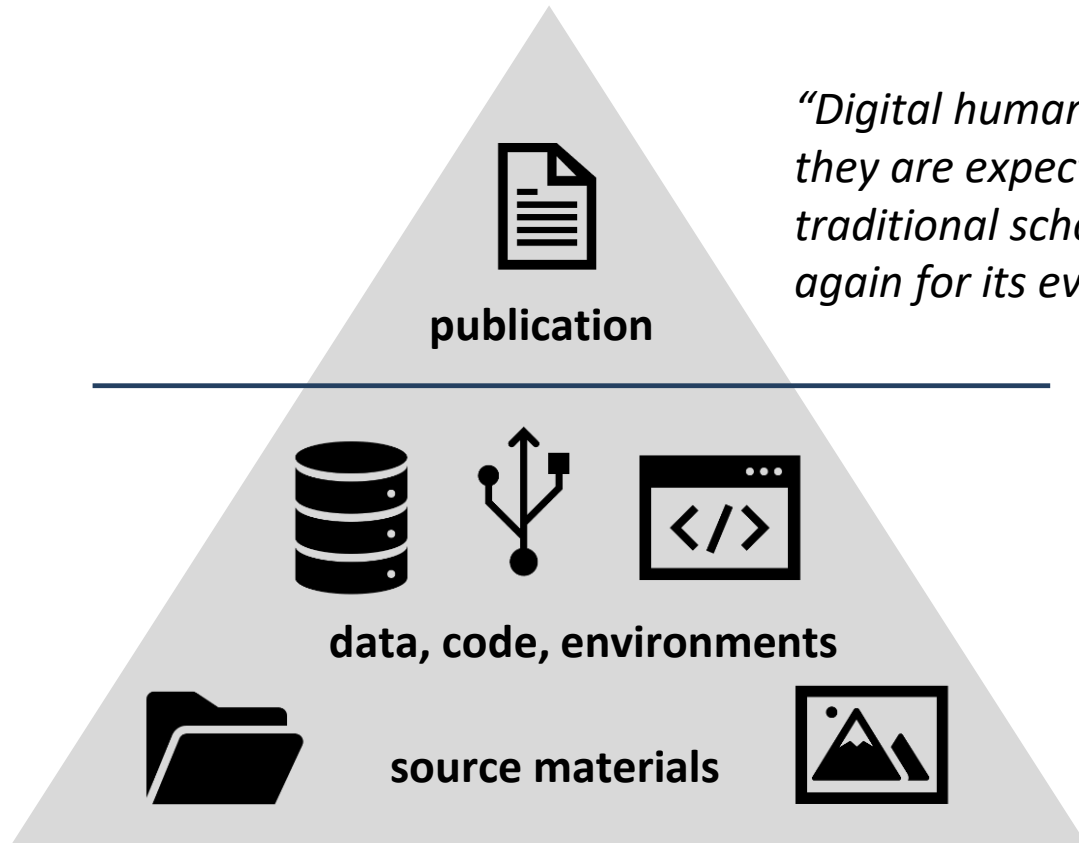 “Digital human
they are expec
traditional scho
again for its ev
publication
</>
data, code, environments
source materials